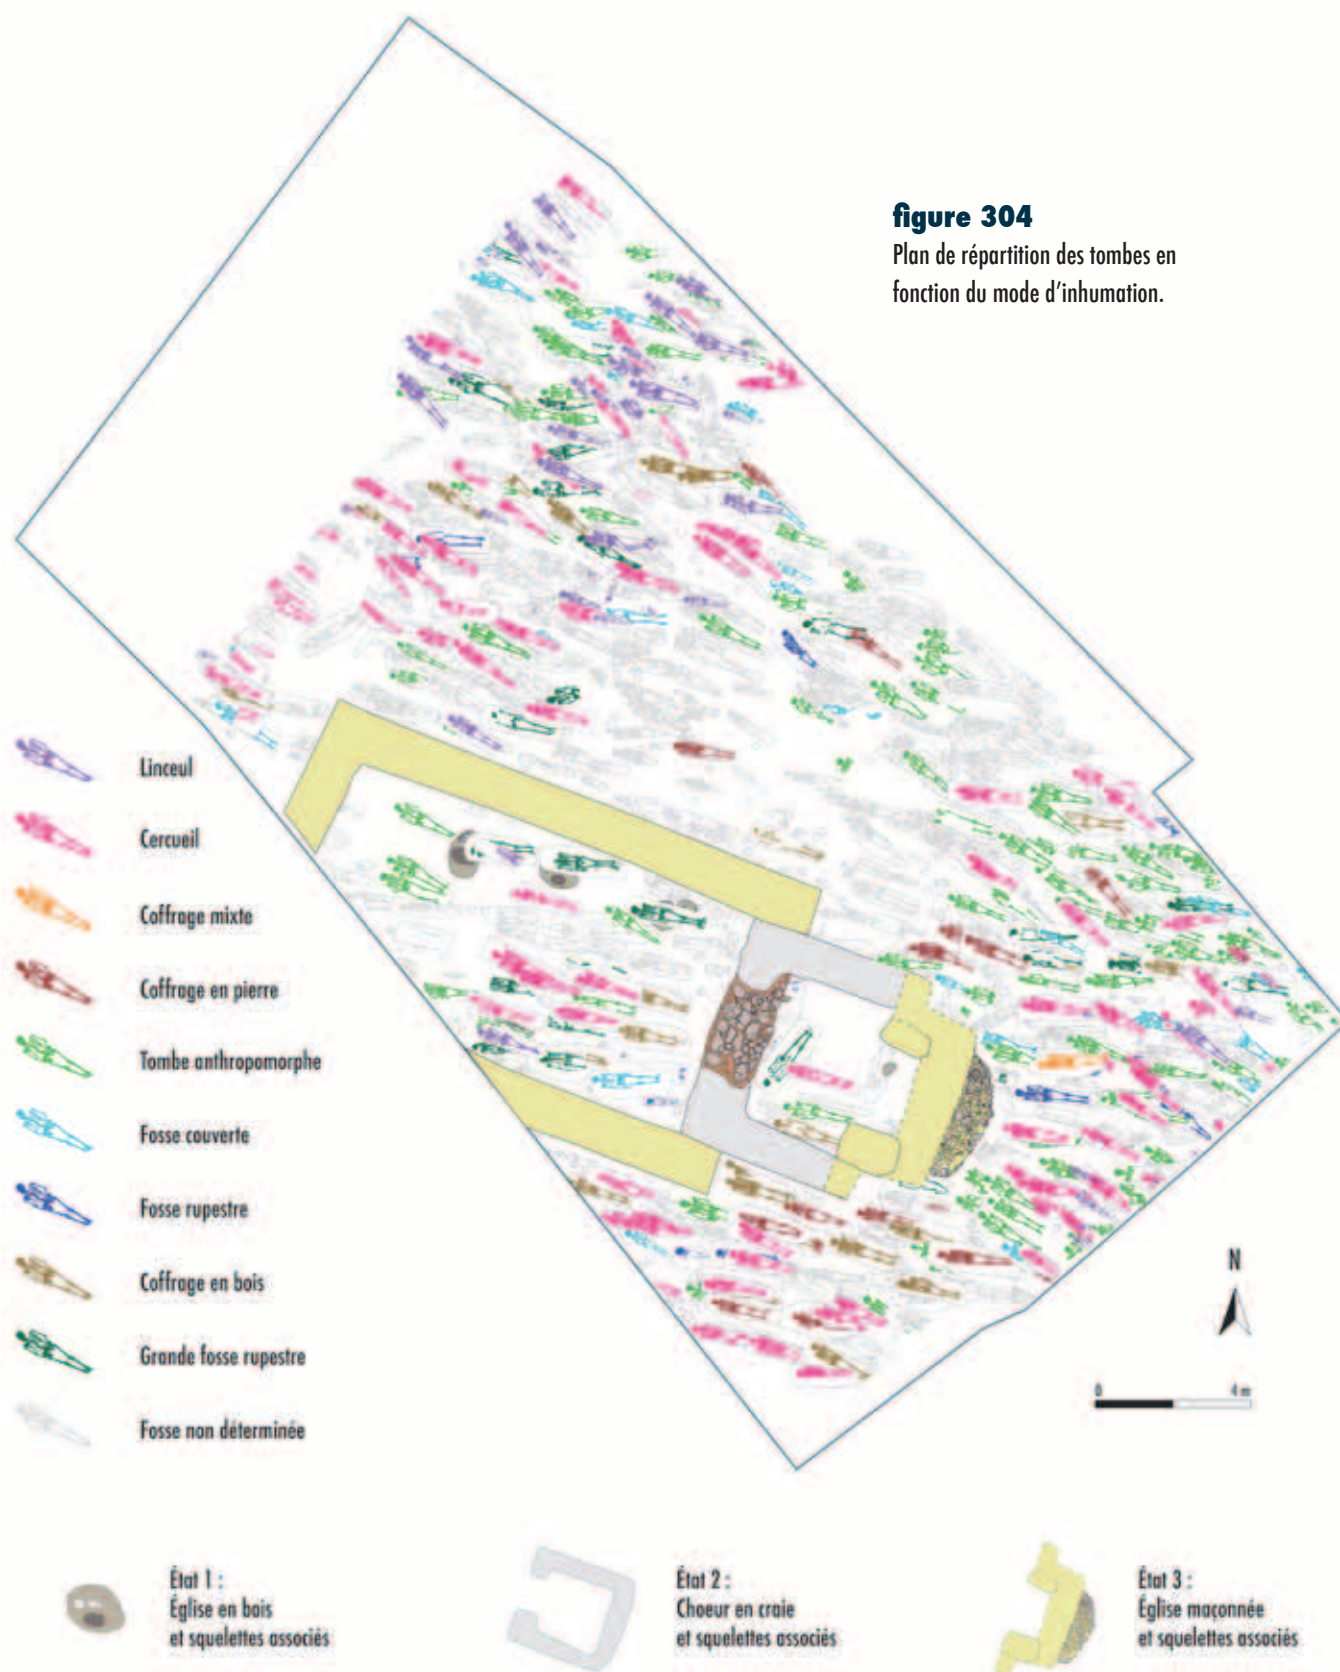 figure 304
Plan de répartition des tombes en
fonction du mode d'inhumation.
Linceul
Cercueil
Coffrage mixte
Coffrage en pierre
Tombe anthropomorphe
Fosse couverte
Fosse rupestre
Coffrage en bois
Grande fosse rupestre
Fosse non déterminée
N
0 4 m
État 1 :
Église en bois
et squelettes associés
État 2 :
Choeur en craie
et squelettes associés
État 3 :
Église maçonnée
et squelettes associés